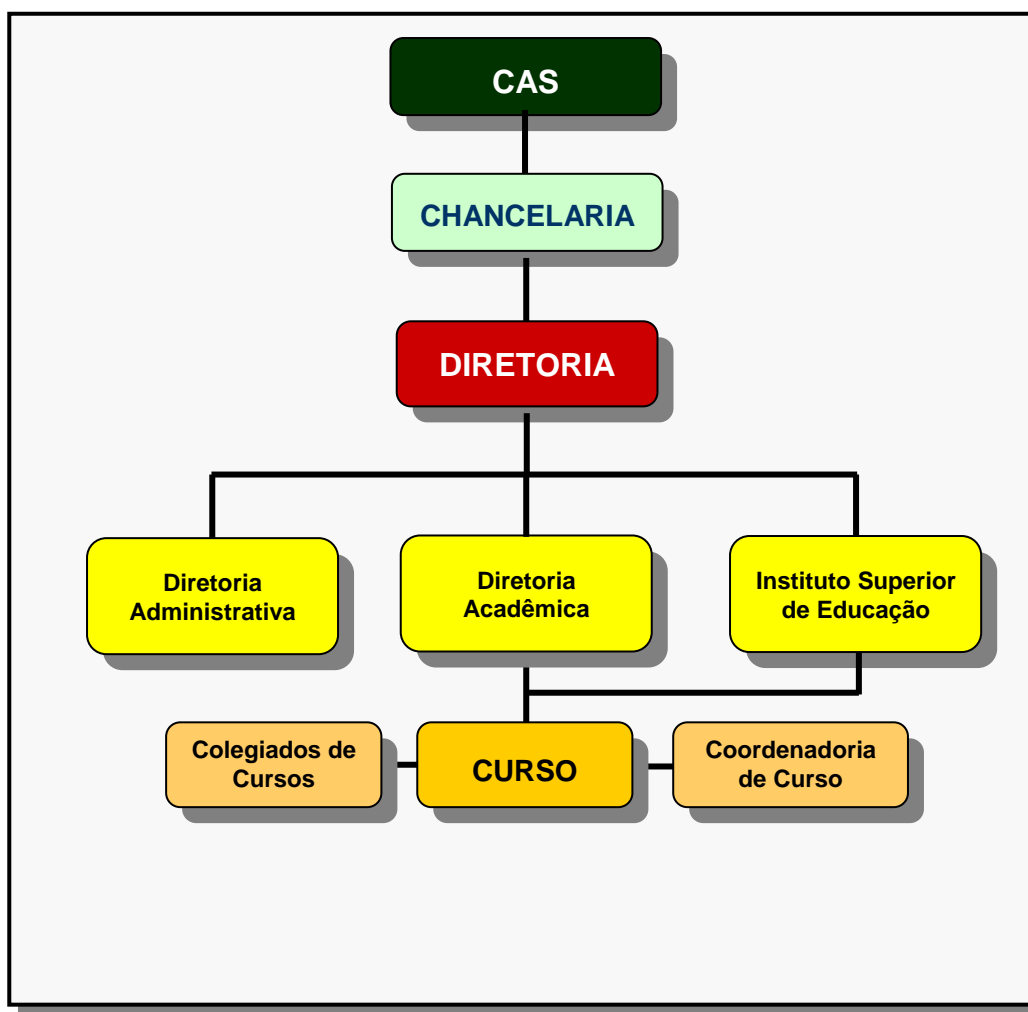 CAS
CHANCELARIA
DIRETORIA
Diretoria
Administrativa
Diretoria
Acadêmica
Instituto Superior
de Educação
Colegiados de
Cursos
CURSO
Coordenadoria
de Curso